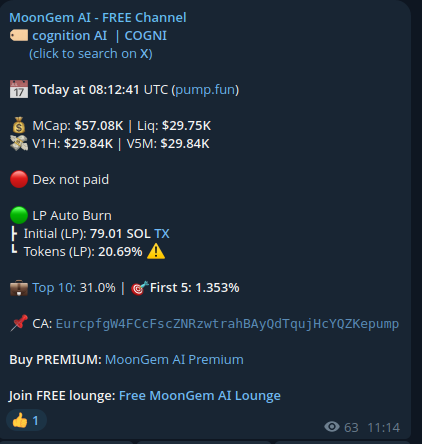 MoonGem AI - FREE Channel
cognition AI | COGNI
(click to search on X)
Today at 08:12:41 UTC (pump.fun)
MCap: $57.08K | Liq: $29.75K
V1H: $29.84K | V5M: $29.84K
Dex not paid
LP Auto Burn
Initial (LP): 79.01 SOL TX
Tokens (LP): 20.69%
Top 10: 31.0% | First 5: 1.353%
CA: EurcpfgW4FCcFscZNRzwtrahBAyQdTqujHcYQZKepump
Buy PREMIUM: MoonGem AI Premium
Join FREE lounge: Free MoonGem AI Lounge
1
63 11:14